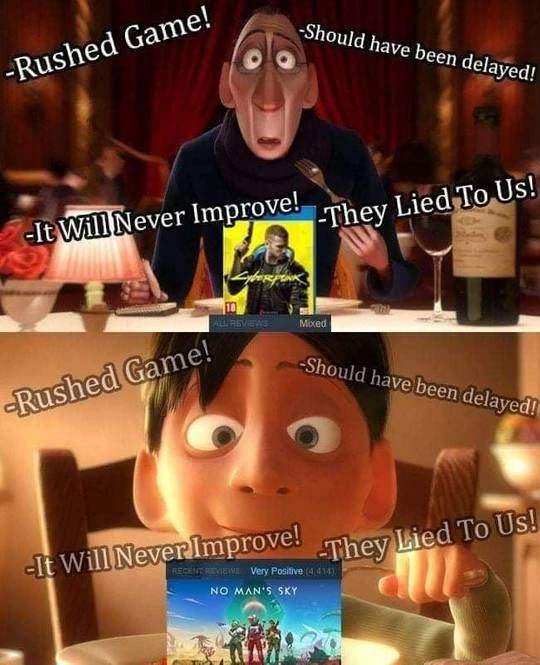 -Rushed Game!
-Should have been delayed!
-It Will Never Improve!
-They Lied To Us!
Cyberpunk
18
ALL REVIEWS Mixed
-Rushed Game!
-Should have been delayed!
-It Will Never Improve!
-They Lied To Us!
RECENT REVIEWS Very Positive (4,414)
NO MAN'S SKY